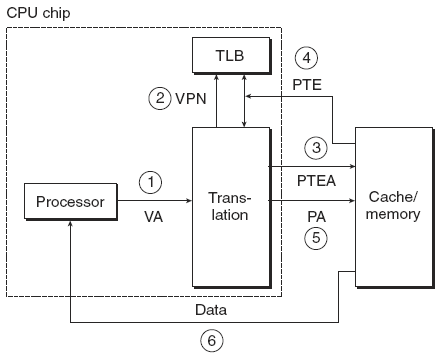 CPU chip
TLB
4
PTE
2 VPN
3
PTEA
1
VA
Processor
Trans-
lation
PA
5
Cache/
memory
Data
6